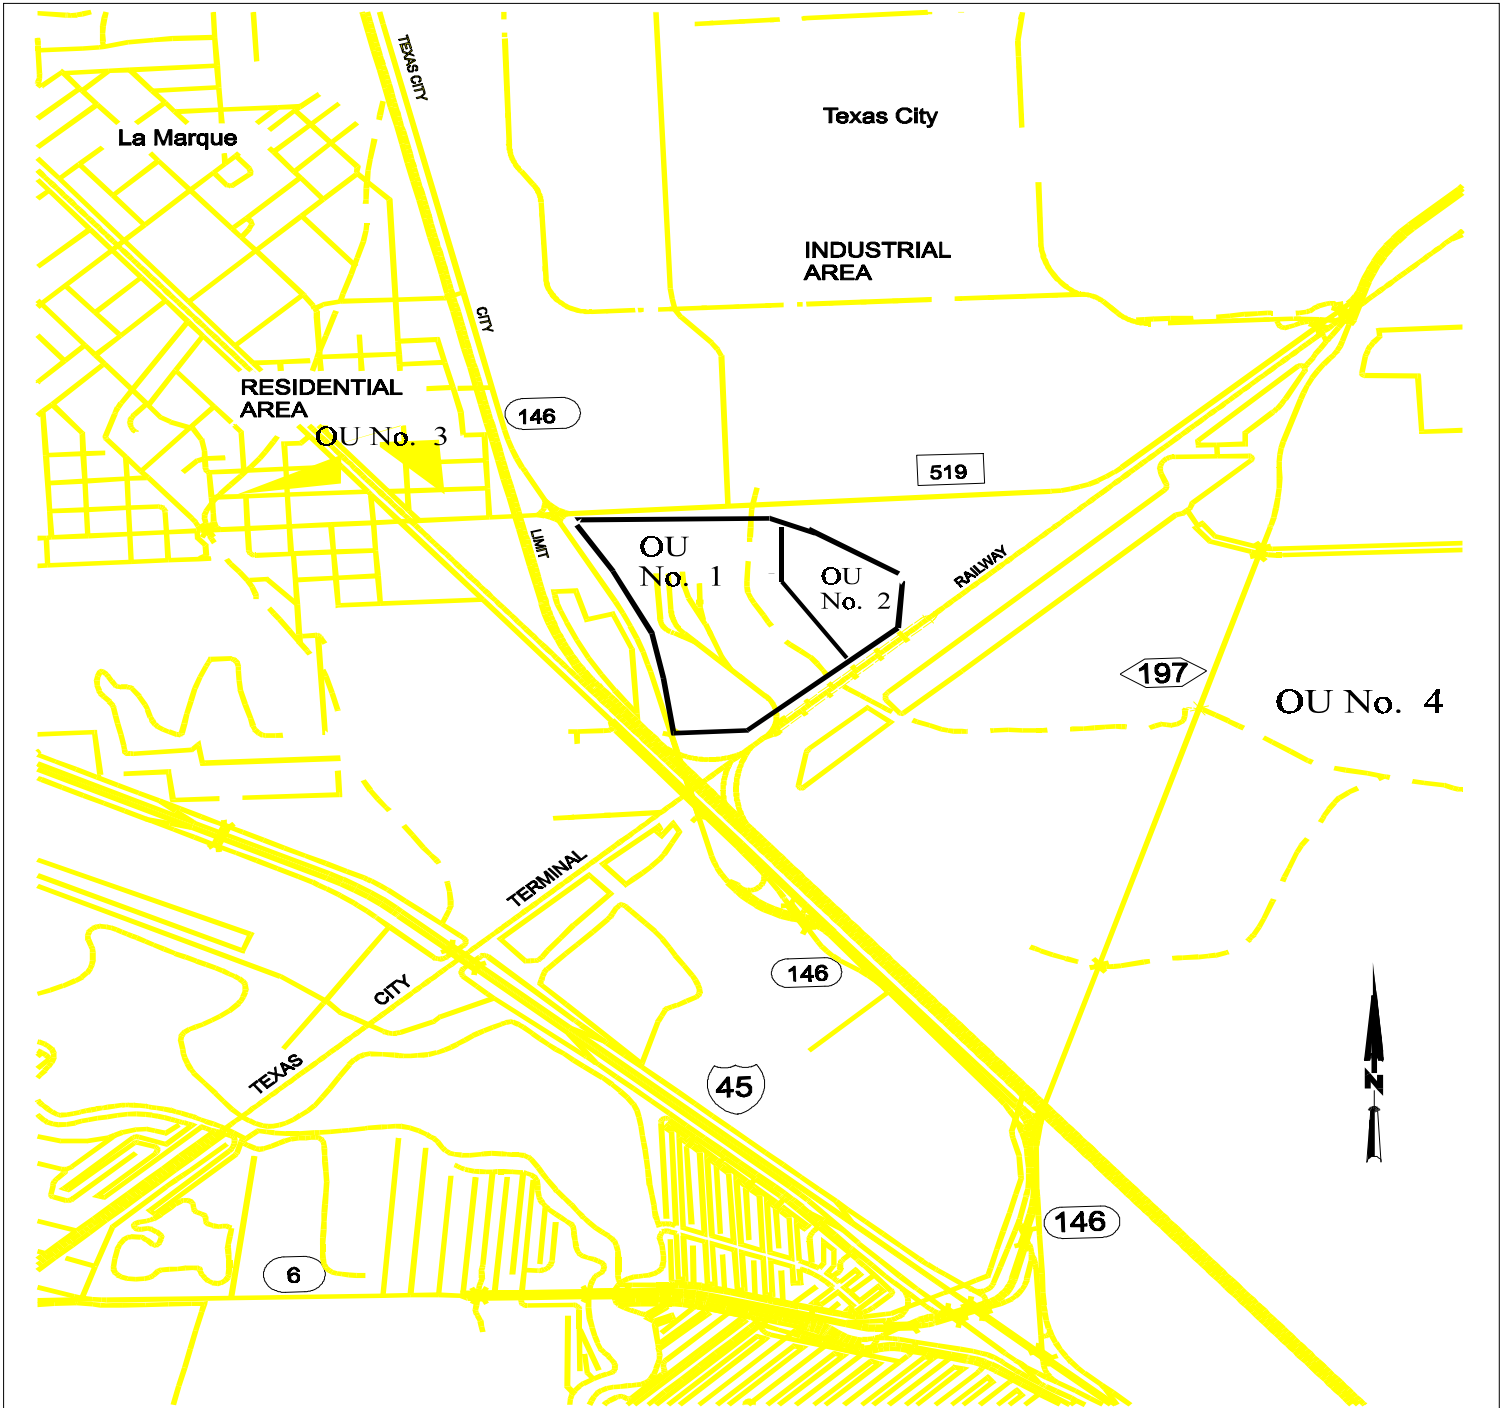 TEXAS CITY
Texas City
La Marque
INDUSTRIAL
AREA
CITY
RESIDENTIAL
AREA
146
OU No. 3
519
LIMIT
OU
No. 1
OU
No. 2
RAILWAY
197
OU No. 4
TERMINAL
146
CITY
TEXAS
45
N
146
6